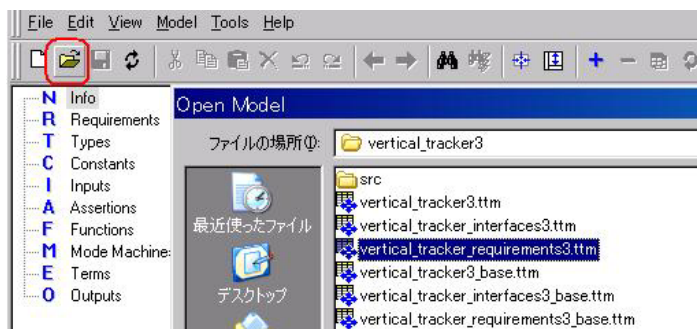 File Edit View Model Tools Help
N Info
R Requirements
T Types
C Constants
I Inputs
A Assertions
F Functions
M Mode Machine
E Terms
O Outputs
Open Model
ファイルの場所(I): vertical_tracker3
最近使ったファイル
デスクトップ
src
vertical_tracker3.ttm
vertical_tracker_interfaces3.ttm
vertical_tracker_requirements3.ttm
vertical_tracker3_base.ttm
vertical_tracker_interfaces3_base.ttm
vertical_tracker_requirements3_base.ttm